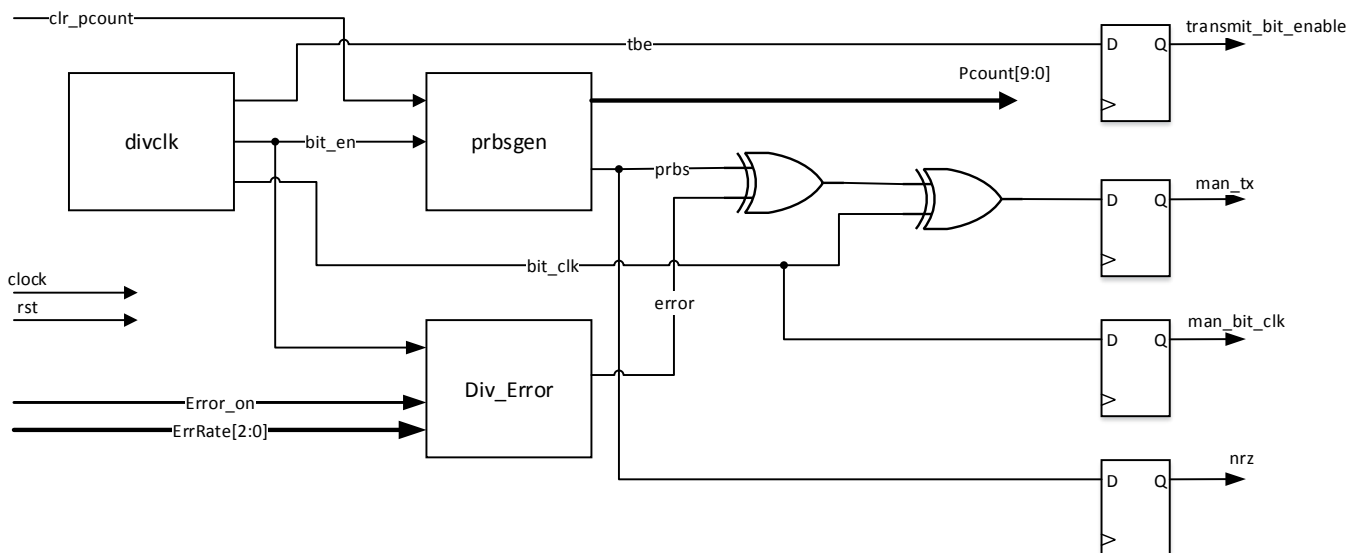 clr_pcount
transmit_bit_enable
tbe
D Q
Pcount[9:0]
divclk
bit_en
prbsgen
prbs
man_tx
D Q
bit_clk
clock
rst
error
man_bit_clk
D Q
Div_Error
Error_on
ErrRate[2:0]
nrz
D Q